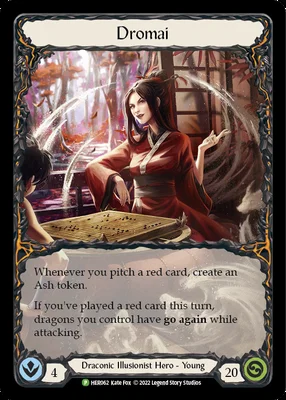 Dromai
Whenever you pitch a red card, create an
Ash token.
If you've played a red card this turn,
dragons you control have go again while
attacking.
4
Draconic Illusionist Hero - Young
20
P HER062 Kate Fox © 2022 Legend Story Studios